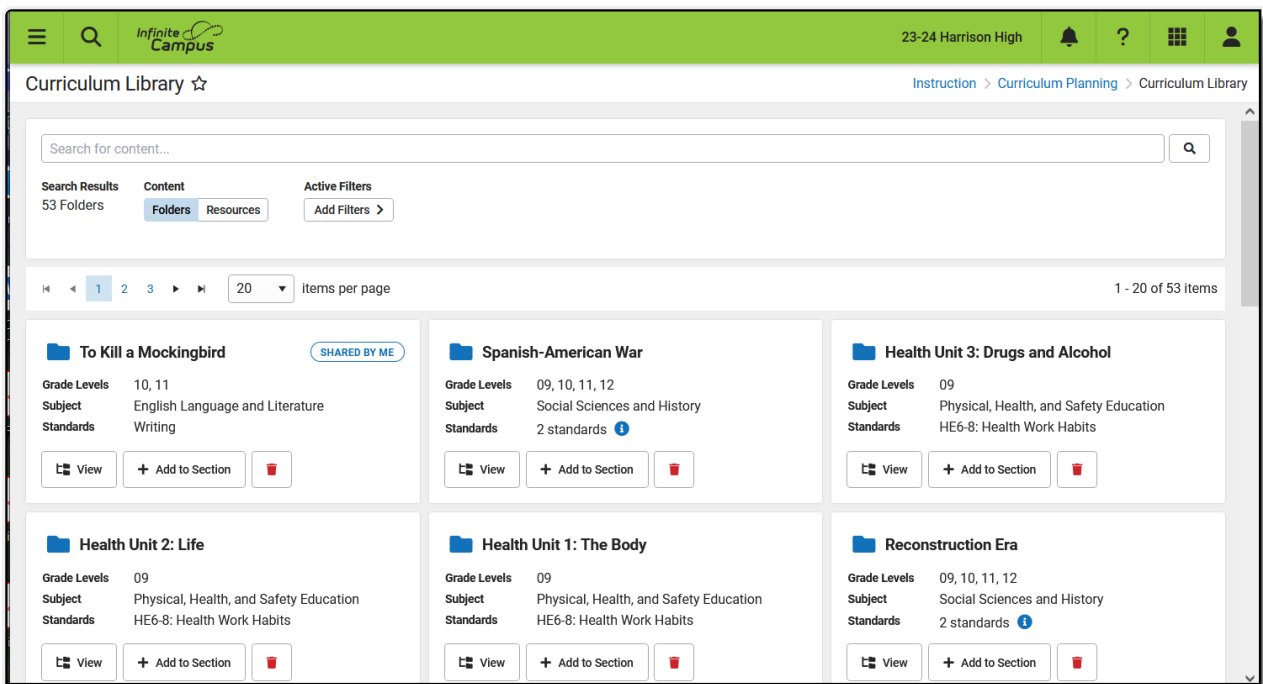 Infinite Campus
23-24 Harrison High
?
Curriculum Library
Instruction > Curriculum Planning > Curriculum Library
Search for content...
Search Results Content Active Filters
53 Folders Folders Resources Add Filters >
1 2 3 20 items per page 1 - 20 of 53 items
To Kill a Mockingbird SHARED BY ME
Grade Levels 10, 11
Subject English Language and Literature
Standards Writing
View + Add to Section
Spanish-American War
Grade Levels 09, 10, 11, 12
Subject Social Sciences and History
Standards 2 standards i
View + Add to Section
Health Unit 3: Drugs and Alcohol
Grade Levels 09
Subject Physical, Health, and Safety Education
Standards HE6-8: Health Work Habits
View + Add to Section
Health Unit 2: Life
Grade Levels 09
Subject Physical, Health, and Safety Education
Standards HE6-8: Health Work Habits
View + Add to Section
Health Unit 1: The Body
Grade Levels 09
Subject Physical, Health, and Safety Education
Standards HE6-8: Health Work Habits
View + Add to Section
Reconstruction Era
Grade Levels 09, 10, 11, 12
Subject Social Sciences and History
Standards 2 standards i
View + Add to Section